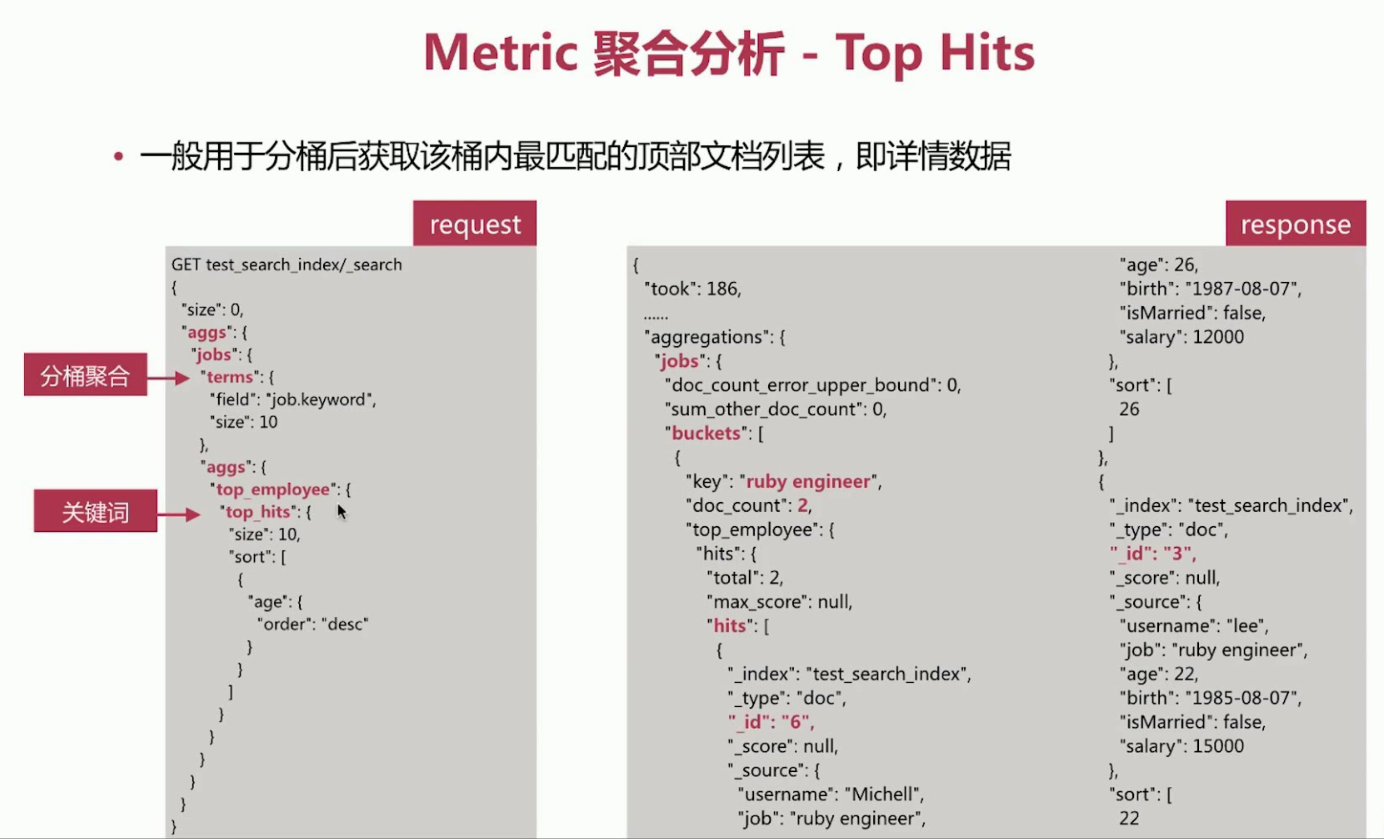 Metric 聚合分析 - Top Hits
• 一般用于分桶后获取该桶内最匹配的顶部文档列表，即详情数据
request
GET test_search_index/_search
{
"size": 0,
"aggs": {
"jobs": {
分桶聚合
"terms": {
"field": "job.keyword",
"size": 10
},
"aggs": {
"top_employee": {
关键词
"top_hits": {
"size": 10,
"sort": [
{
"age": {
"order": "desc"
}
}
]
}
}
}
}
}
}
response
{
"took": 186,
......
"aggregations": {
"jobs": {
"doc_count_error_upper_bound": 0,
"sum_other_doc_count": 0,
"buckets": [
{
"key": "ruby engineer",
"doc_count": 2,
"top_employee": {
"hits": {
"total": 2,
"max_score": null,
"hits": [
{
"_index": "test_search_index",
"_type": "doc",
"_id": "6",
"_score": null,
"_source": {
"username": "Michell",
"job": "ruby engineer",
"age": 26,
"birth": "1987-08-07",
"isMarried": false,
"salary": 12000
},
"sort": [
26
]
},
{
"_index": "test_search_index",
"_type": "doc",
"_id": "3",
"_score": null,
"_source": {
"username": "lee",
"job": "ruby engineer",
"age": 22,
"birth": "1985-08-07",
"isMarried": false,
"salary": 15000
},
"sort": [
22